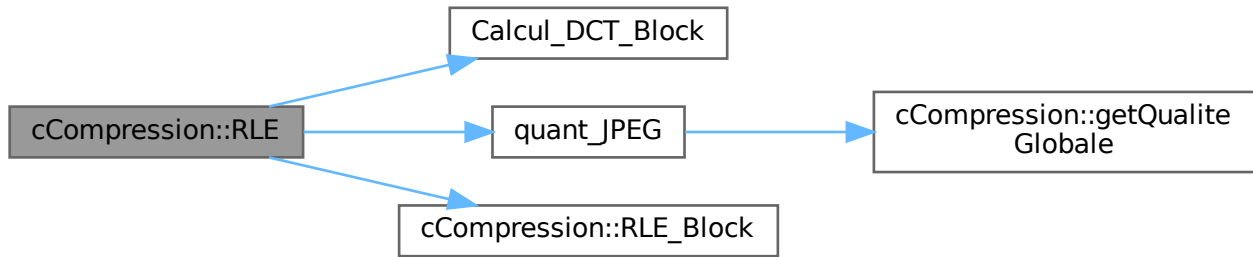 Calcul_DCT_Block
cCompression::RLE
quant_JPEG
cCompression::getQualite
Globale
cCompression::RLE_Block